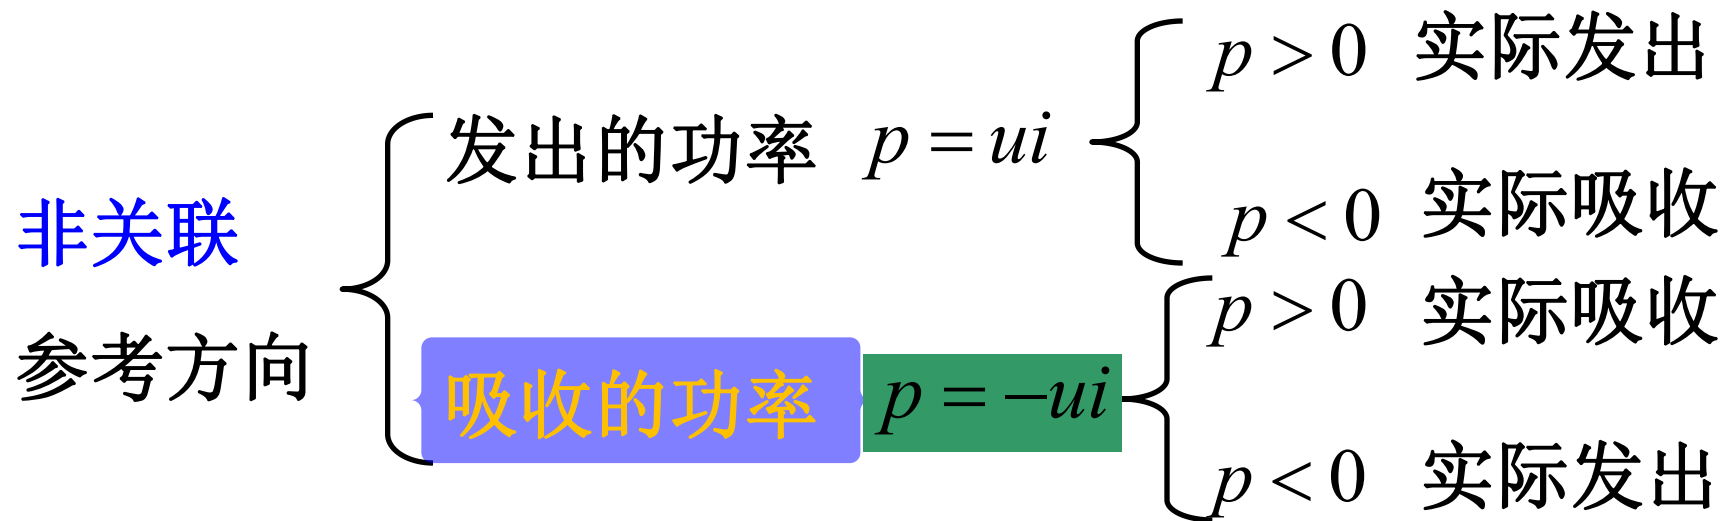 非关联
参考方向
发出的功率 p = ui
p > 0 实际发出
p < 0 实际吸收
吸收的功率 p = −ui
p > 0 实际吸收
p < 0 实际发出